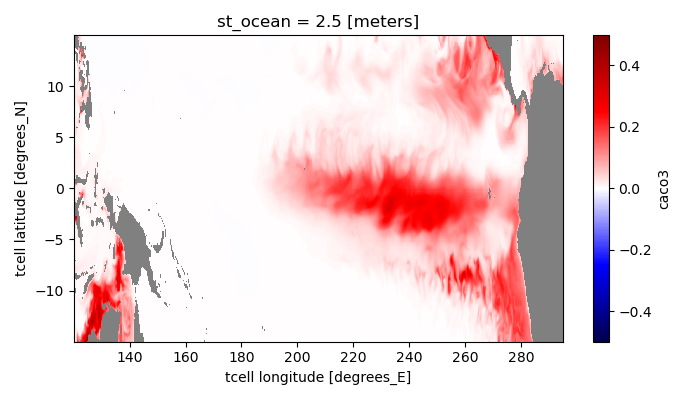 st_ocean = 2.5 [meters]
10
5
0
−5
−10
tcell latitude [degrees_N]
140 160 180 200 220 240 260 280
tcell longitude [degrees_E]
0.4
0.2
0.0
−0.2
−0.4
caco3